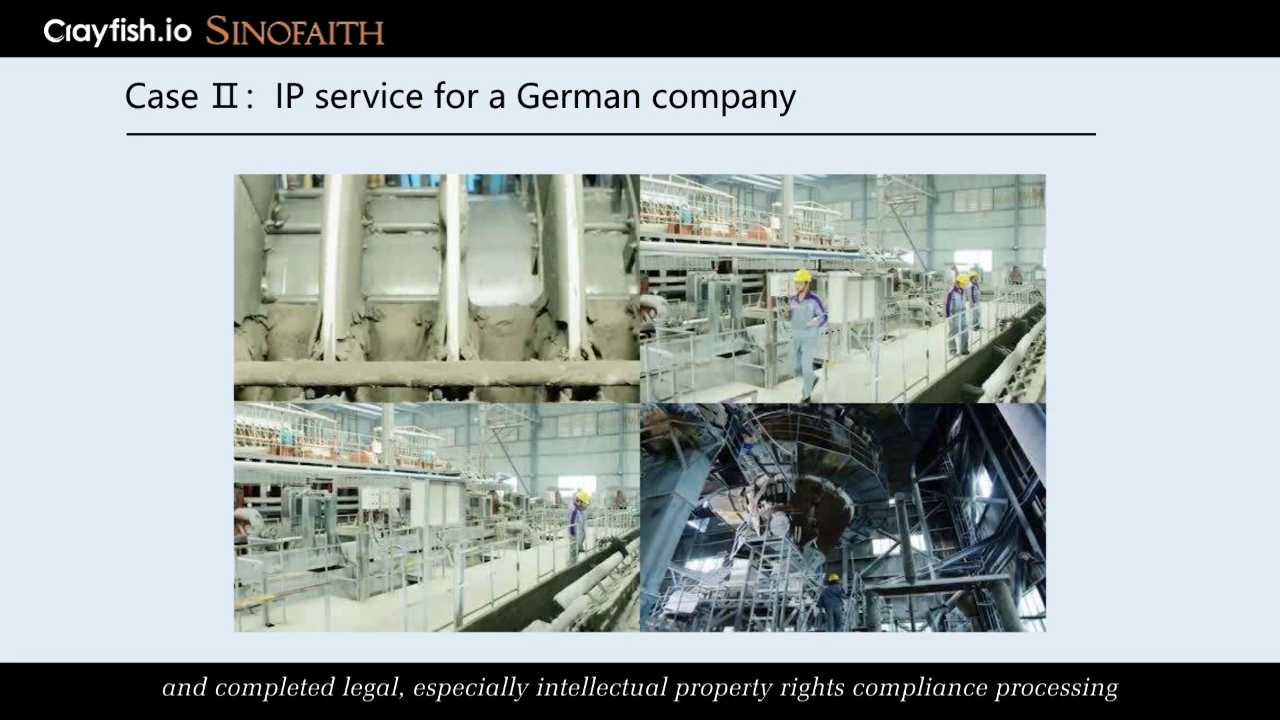 Crayfish.io SINOFAITH
Case Ⅱ: IP service for a German company
and completed legal, especially intellectual property rights compliance processing